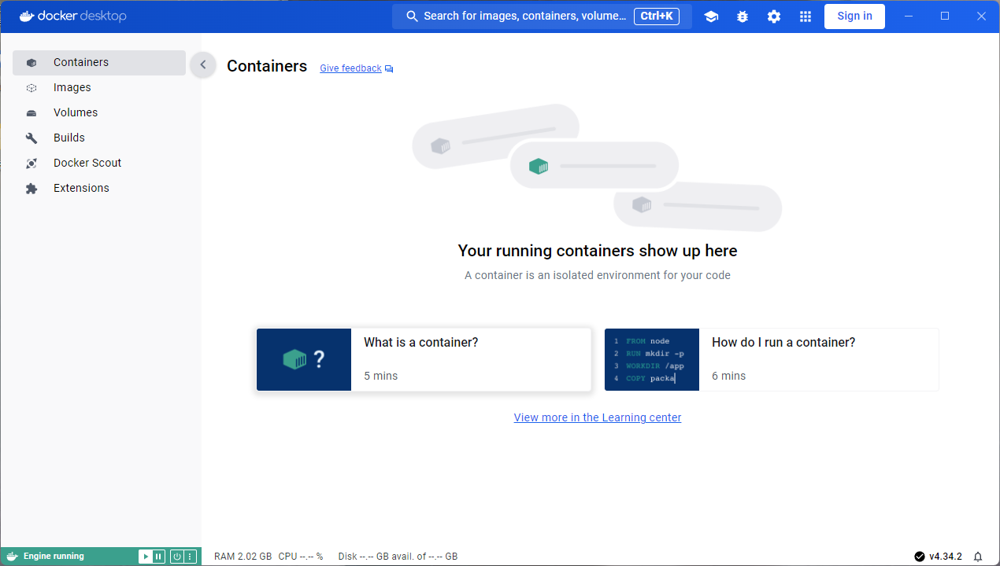 docker desktop
Search for images, containers, volume... Ctrl+K
Sign in
Containers
Images
Volumes
Builds
Docker Scout
Extensions
Containers Give feedback
Your running containers show up here
A container is an isolated environment for your code
?
What is a container?
5 mins
1 FROM node
2 RUN mkdir -p
3 WORKDIR /app
4 COPY packa
How do I run a container?
6 mins
View more in the Learning center
Engine running
RAM 2.02 GB CPU --.-- % Disk --.-- GB avail. of --.-- GB
v4.34.2